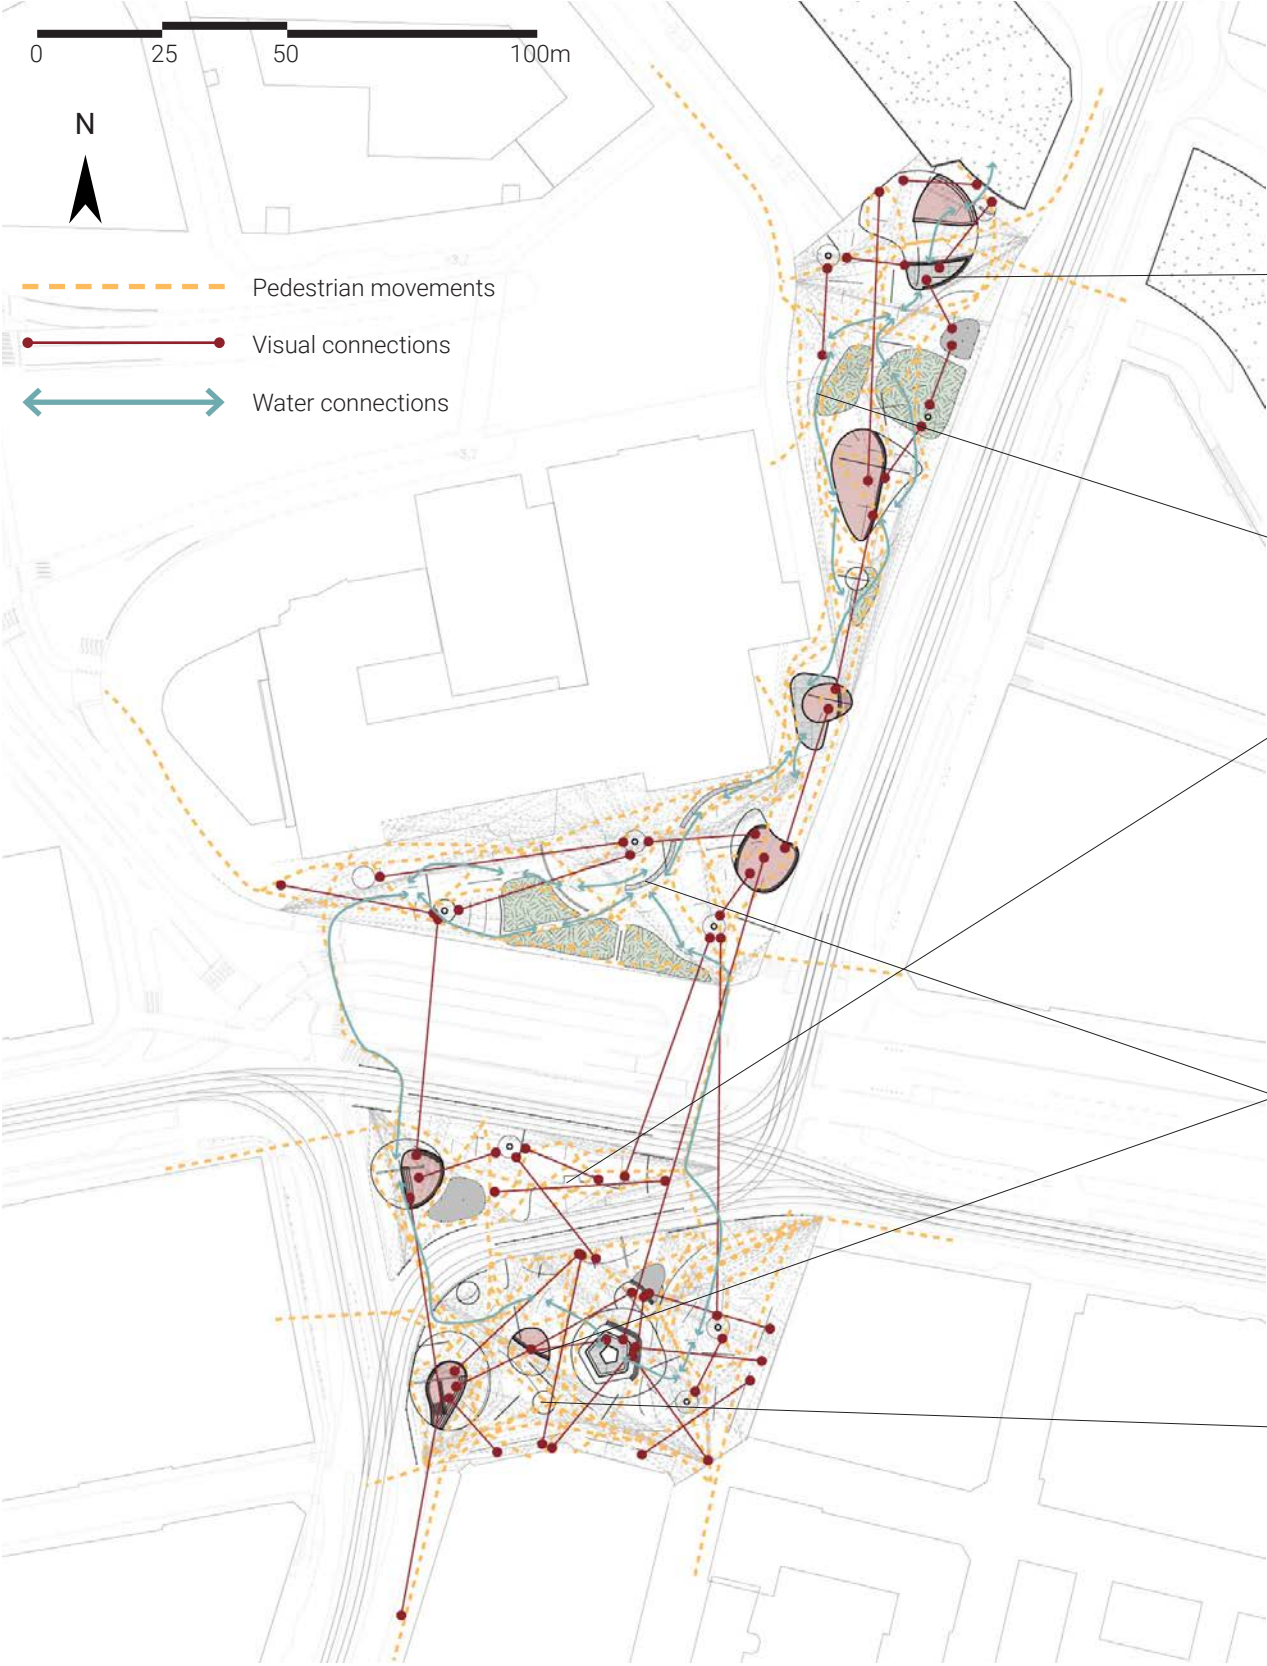 0 25 50 100m
N
Pedestrian movements
Visual connections
Water connections